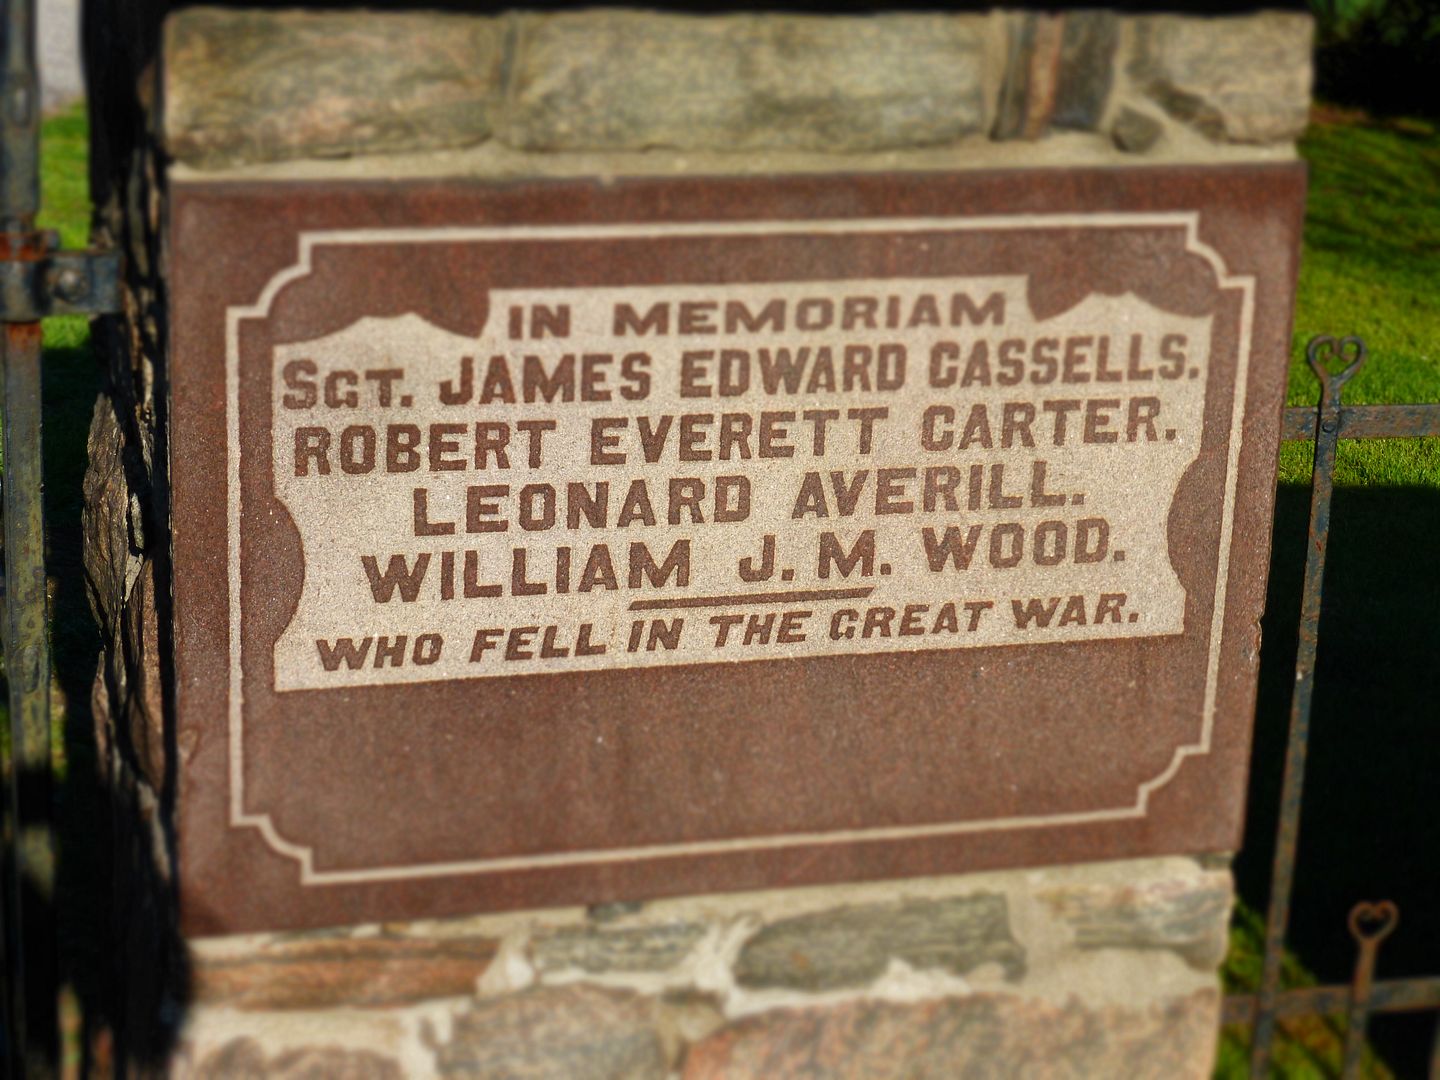 IN MEMORIAM
SGT. JAMES EDWARD CASSELLS.
ROBERT EVERETT CARTER.
LEONARD AVERILL.
WILLIAM J. M. WOOD.
WHO FELL IN THE GREAT WAR.